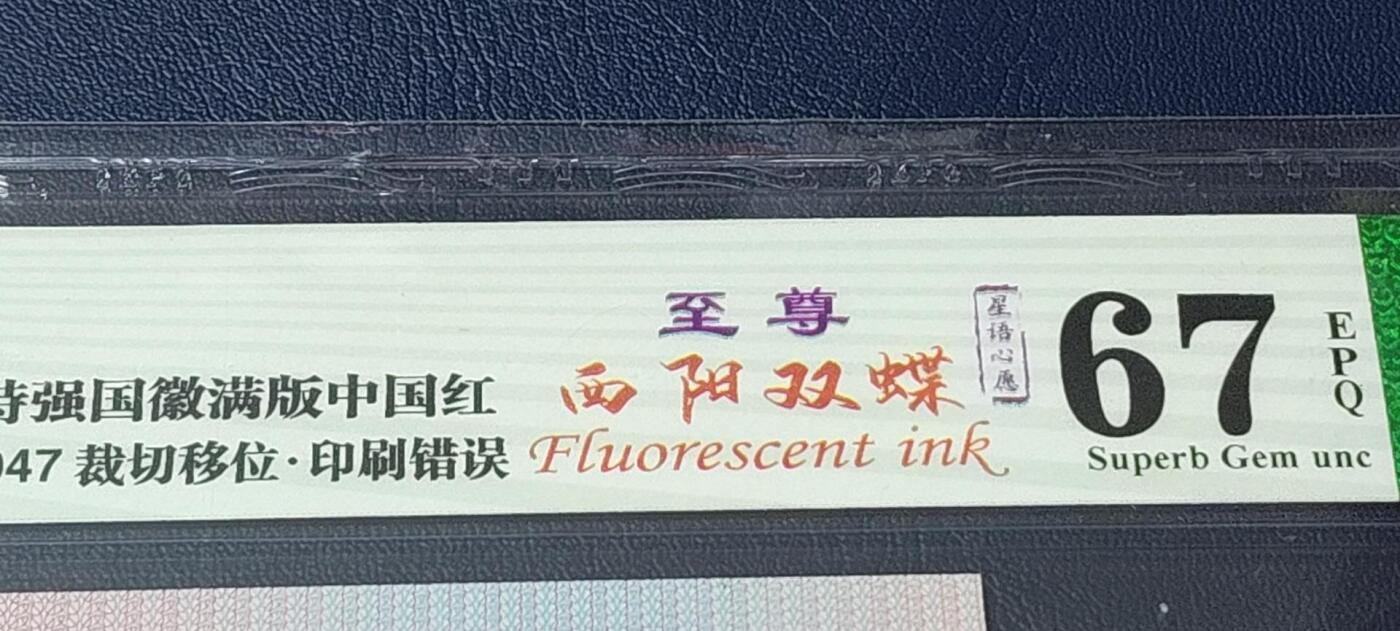 至尊
星语心愿
67
EPQ
西阳双蝶
特强国徽满版中国红
Fluorescent ink
047 裁切移位·印刷错误
Superb Gem unc